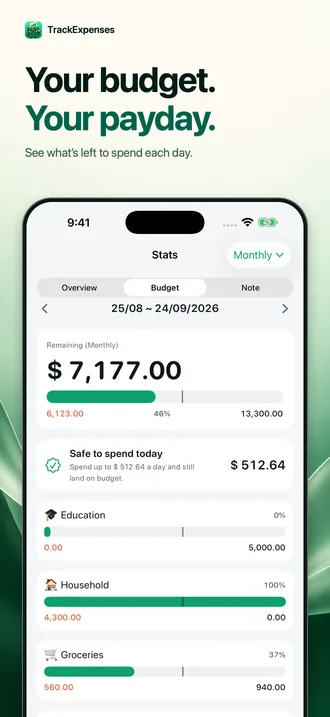 TrackExpenses
Your budget.
Your payday.
See what's left to spend each day.
9:41
Stats
Monthly
Overview Budget Note
25/08 ~ 24/09/2026
Remaining (Monthly)
$ 7,177.00
6,123.00 46% 13,300.00
Safe to spend today
Spend up to $ 512.64 a day and still
land on budget.
$ 512.64
Education 0%
0.00 5,000.00
Household 100%
4,300.00 0.00
Groceries 37%
560.00 940.00